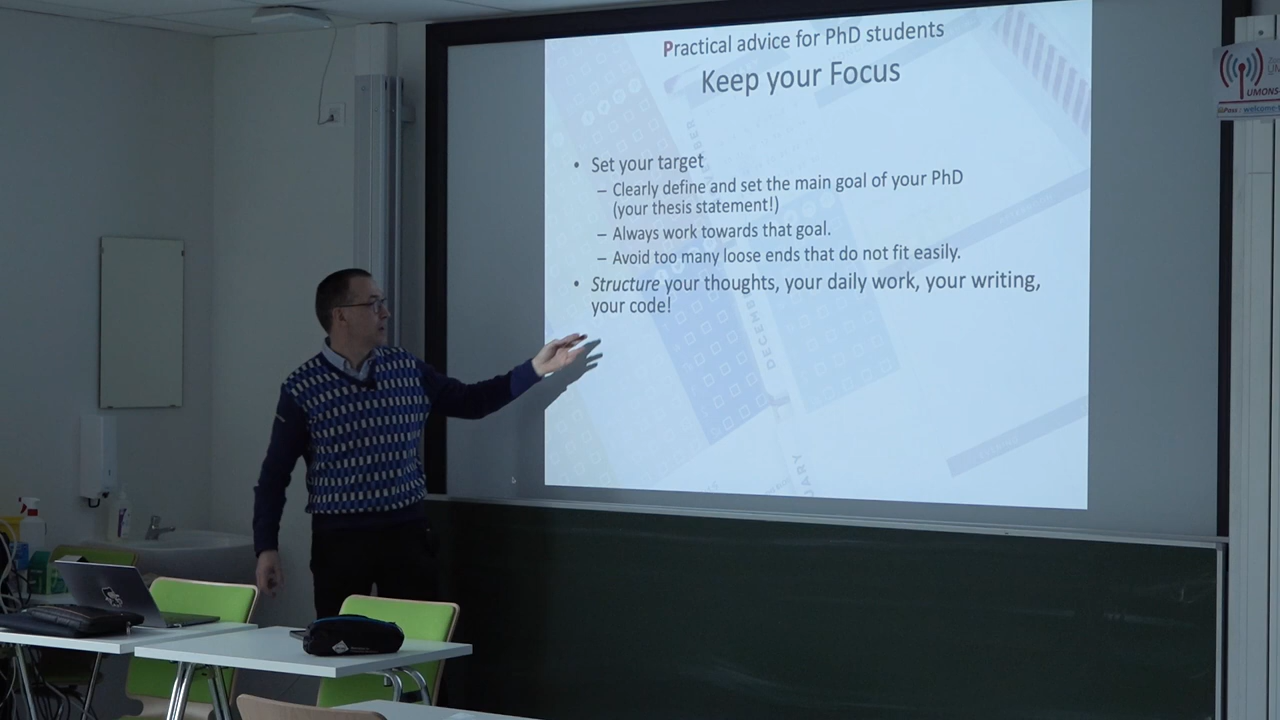 Practical advice for PhD students
Keep your Focus
• Set your target
– Clearly define and set the main goal of your PhD
(your thesis statement!)
– Always work towards that goal.
– Avoid too many loose ends that do not fit easily.
• Structure your thoughts, your daily work, your writing,
your code!
DECEMBER
UMONS